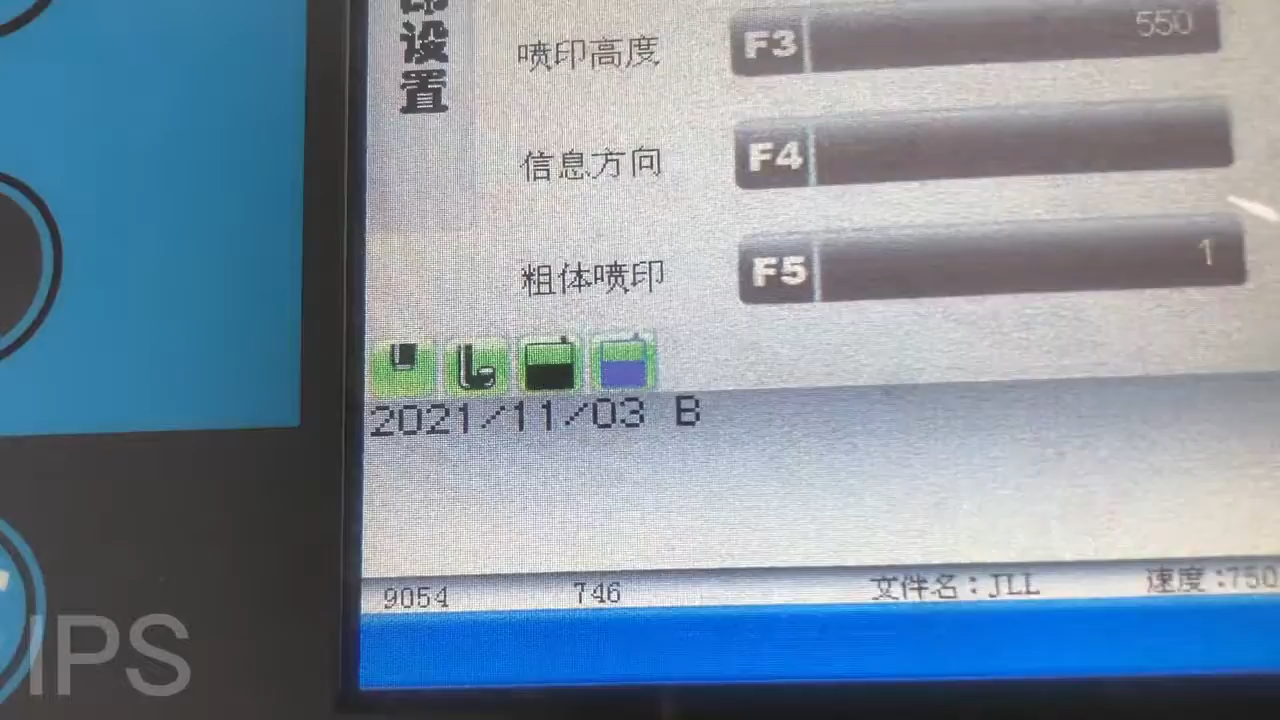 设置
喷印高度 F3 550
信息方向 F4
粗体喷印 F5 1
2021/11/03 B
9054 746 文件名:JLL 速度:750
IPS